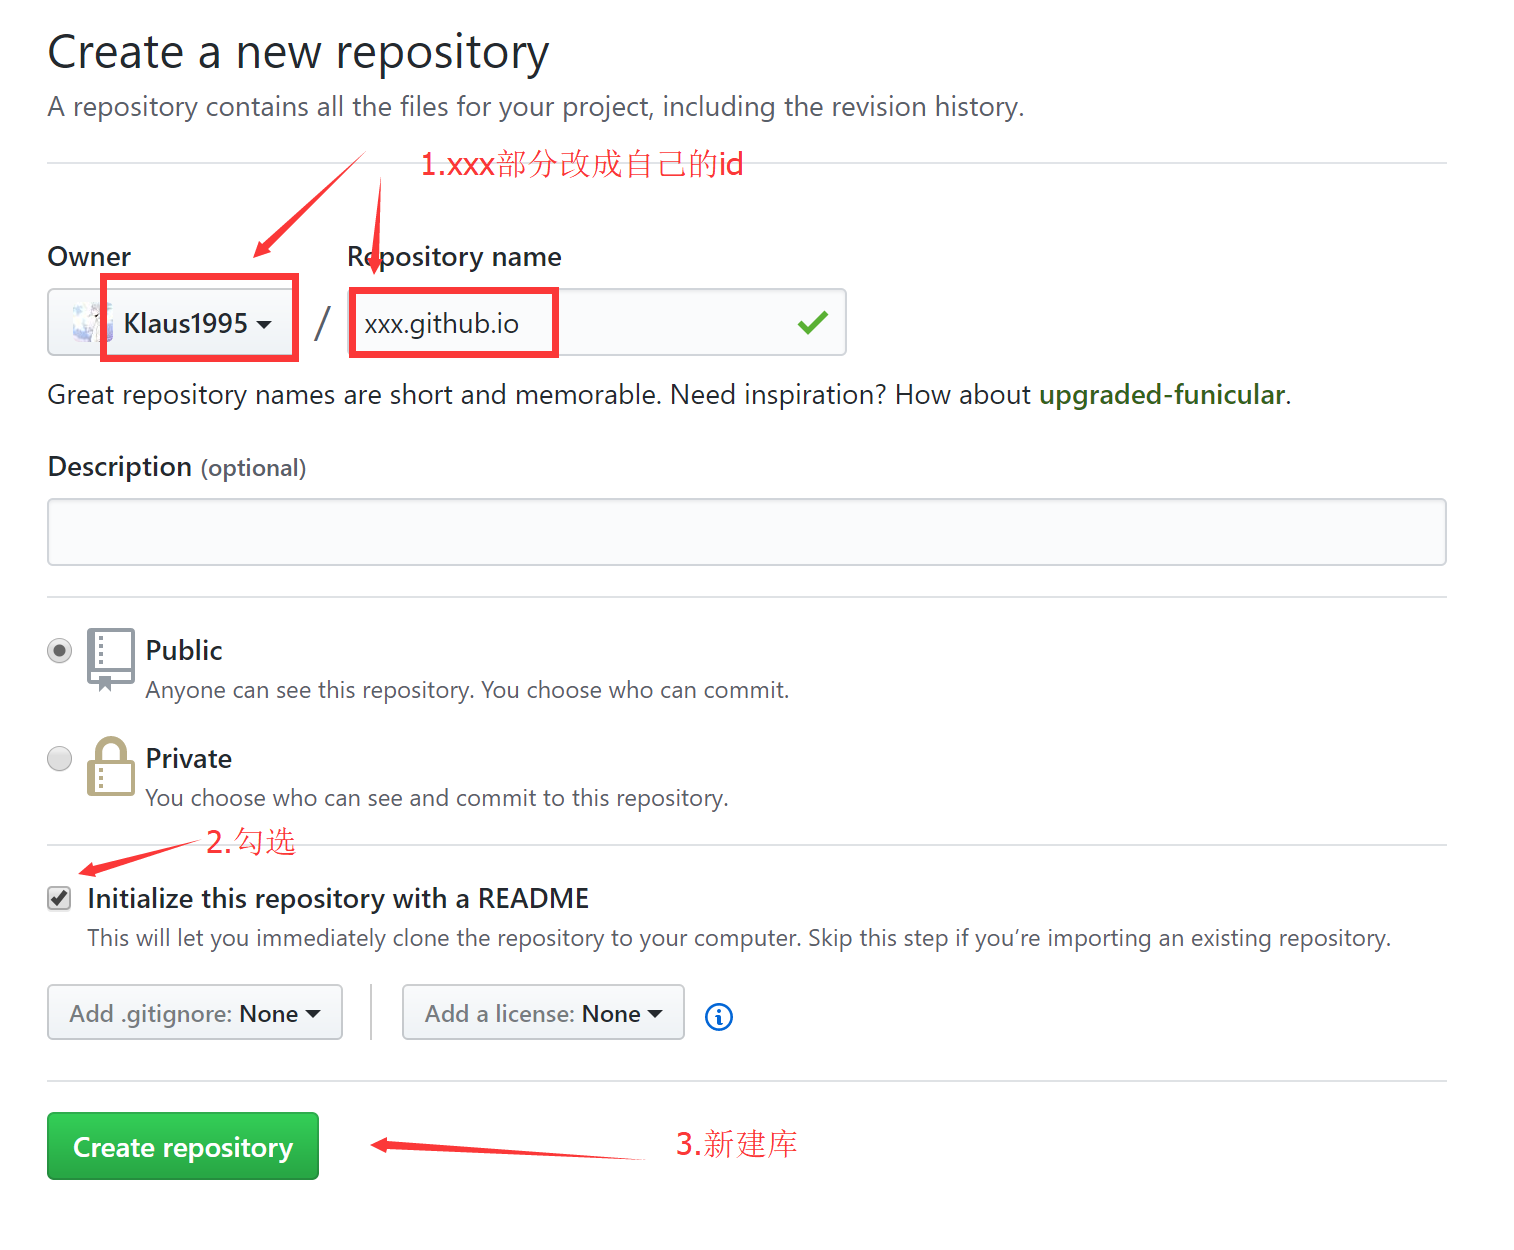 Create a new repository
A repository contains all the files for your project, including the revision history.
1.xxx部分改成自己的id
Owner
Repository name
Klaus1995 / xxx.github.io
Great repository names are short and memorable. Need inspiration? How about upgraded-funicular.
Description (optional)
Public
Anyone can see this repository. You choose who can commit.
Private
You choose who can see and commit to this repository.
2.勾选
Initialize this repository with a README
This will let you immediately clone the repository to your computer. Skip this step if you’re importing an existing repository.
Add .gitignore: None
Add a license: None
Create repository
3.新建库